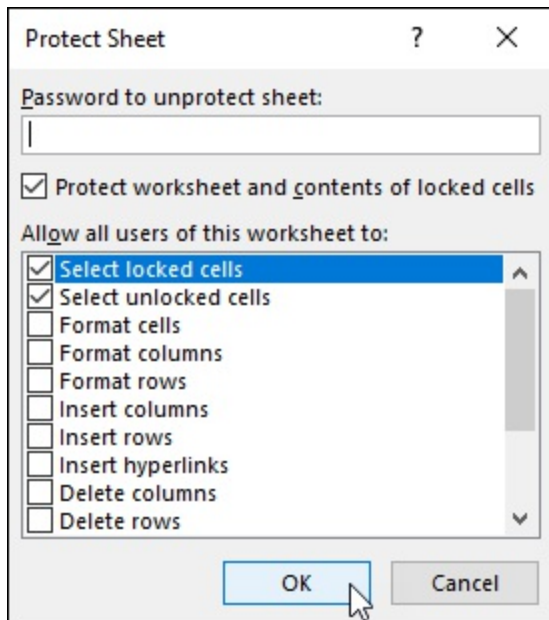 Protect Sheet ?
Password to unprotect sheet:
Protect worksheet and contents of locked cells
Allow all users of this worksheet to:
Select locked cells
Select unlocked cells
Format cells
Format columns
Format rows
Insert columns
Insert rows
Insert hyperlinks
Delete columns
Delete rows
OK Cancel